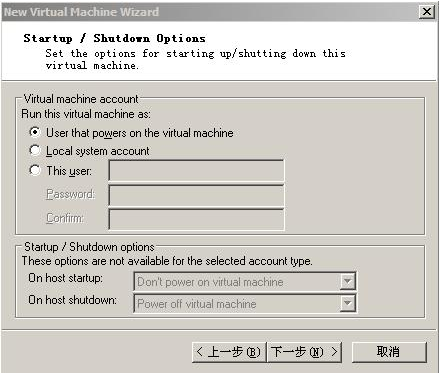 New Virtual Machine Wizard
Startup / Shutdown Options
Set the options for starting up/shutting down this
virtual machine.
Virtual machine account
Run this virtual machine as:
User that powers on the virtual machine
Local system account
This user:
Password:
Confirm:
Startup / Shutdown options
These options are not available for the selected account type.
On host startup: Don't power on virtual machine
On host shutdown: Power off virtual machine
< 上一步(B) 下一步(N) > 取消